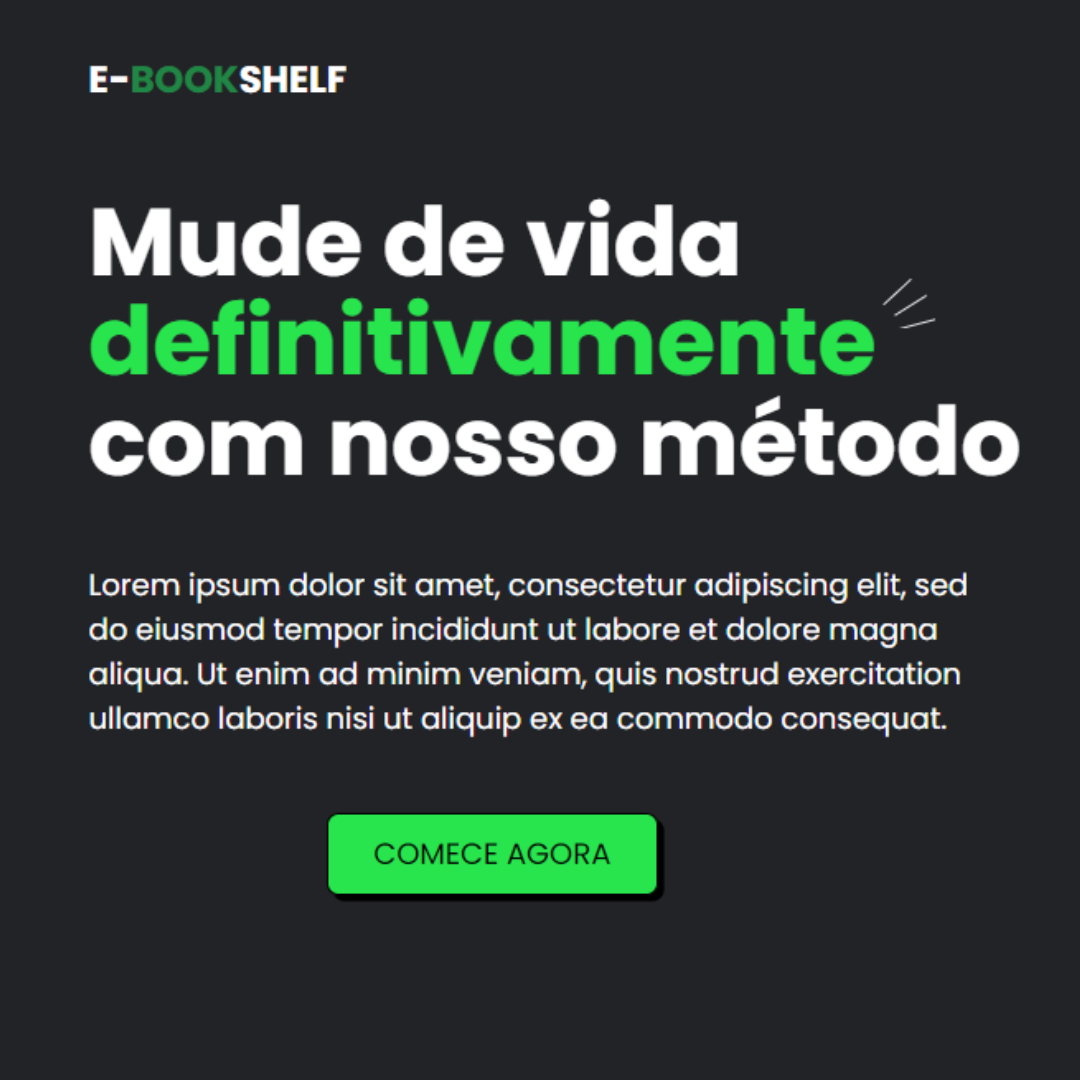 E-BOOKSHELF
Mude de vida
definitivamente
com nosso método
Lorem ipsum dolor sit amet, consectetur adipiscing elit, sed
do eiusmod tempor incididunt ut labore et dolore magna
aliqua. Ut enim ad minim veniam, quis nostrud exercitation
ullamco laboris nisi ut aliquip ex ea commodo consequat.
COMECE AGORA